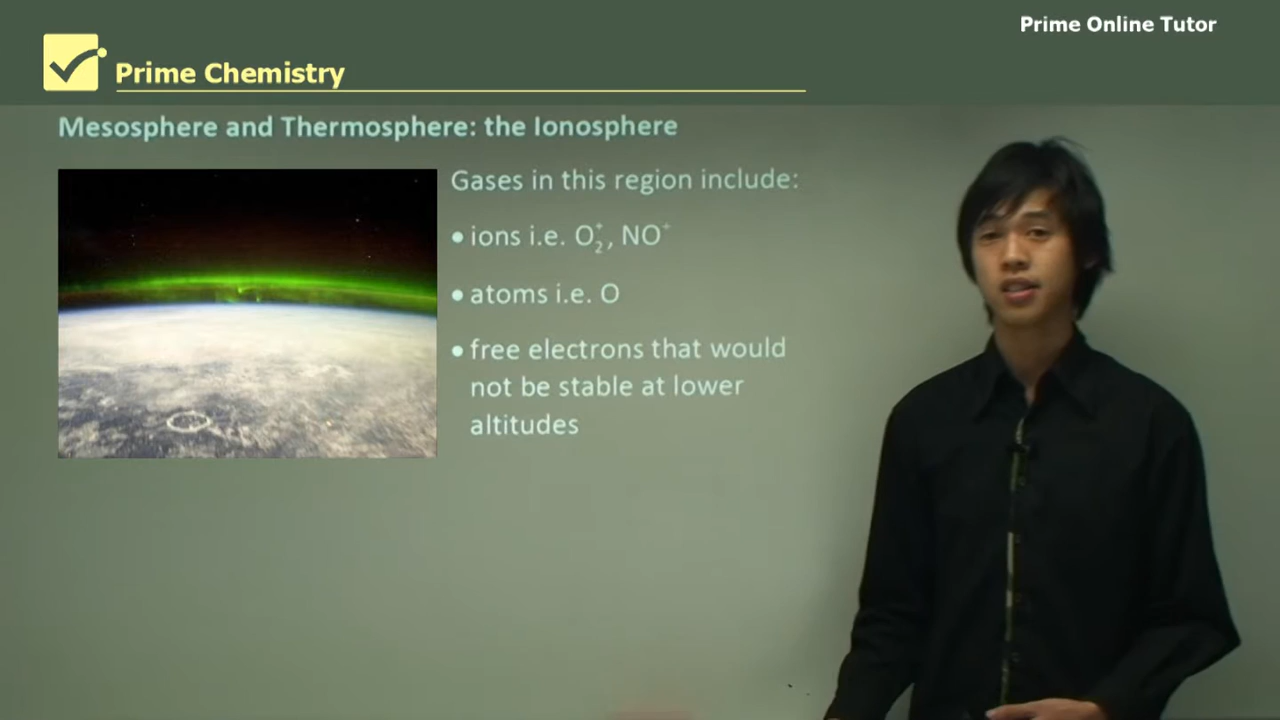 Prime Online Tutor
Prime Chemistry
Mesosphere and Thermosphere: the Ionosphere
Gases in this region include:
• ions i.e. O₂⁺, NO⁺
• atoms i.e. O
• free electrons that would
not be stable at lower
altitudes